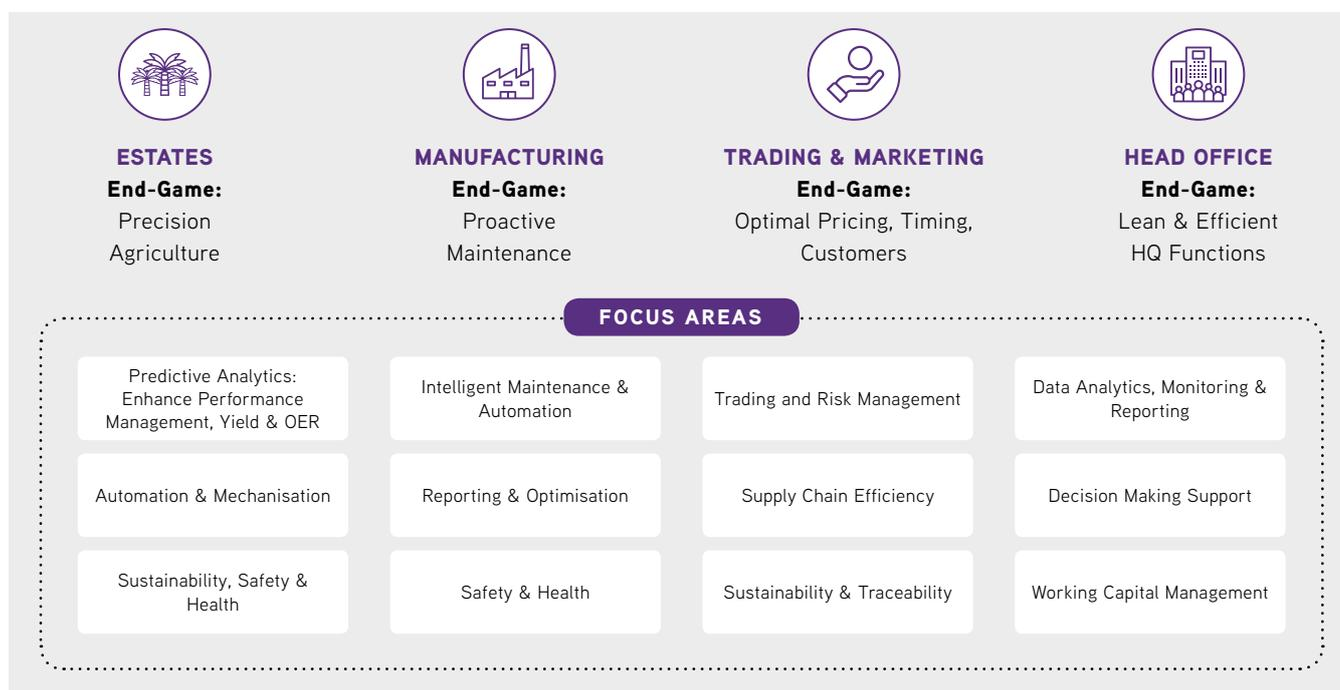 ESTATES
End-Game:
Precision
Agriculture
MANUFACTURING
End-Game:
Proactive
Maintenance
TRADING & MARKETING
End-Game:
Optimal Pricing, Timing,
Customers
HEAD OFFICE
End-Game:
Lean & Efficient
HQ Functions
FOCUS AREAS
Predictive Analytics:
Enhance Performance
Management, Yield & OER
Intelligent Maintenance &
Automation
Trading and Risk Management
Data Analytics, Monitoring &
Reporting
Automation & Mechanisation
Reporting & Optimisation
Supply Chain Efficiency
Decision Making Support
Sustainability, Safety &
Health
Safety & Health
Sustainability & Traceability
Working Capital Management